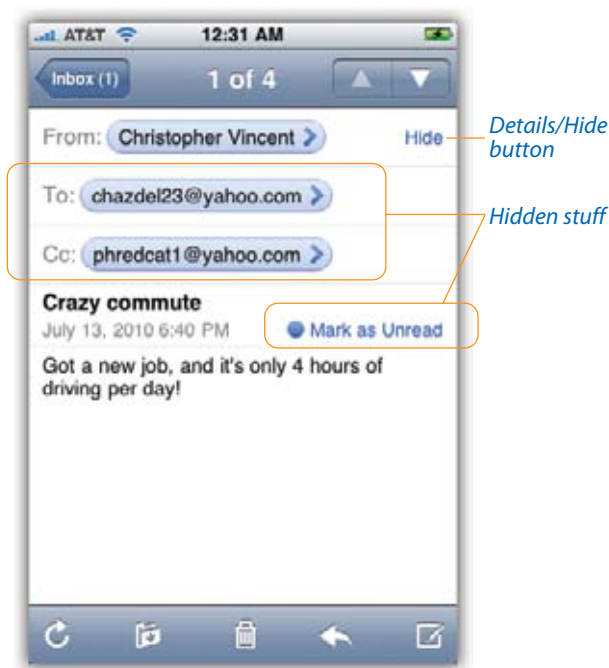 AT&T 12:31 AM
Inbox (1) 1 of 4
From: Christopher Vincent Hide
Details/Hide
button
To: chazdel23@yahoo.com
Hidden stuff
Cc: phredcat1@yahoo.com
Crazy commute
July 13, 2010 6:40 PM Mark as Unread
Got a new job, and it's only 4 hours of
driving per day!